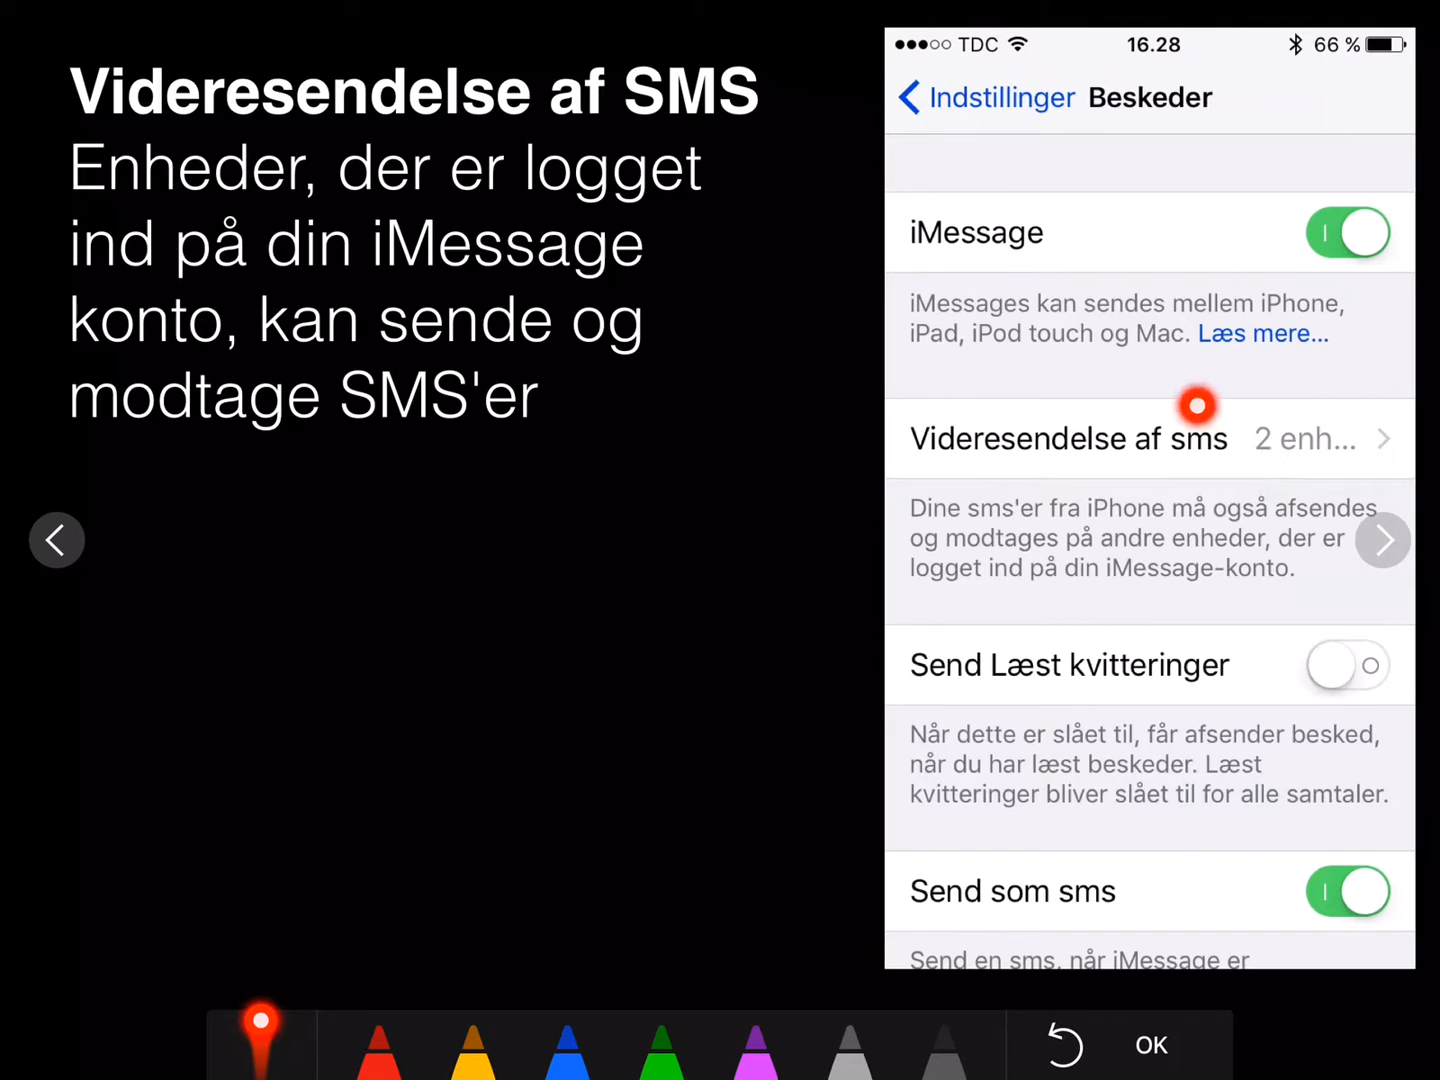 Videresendelse af SMS
Enheder, der er logget
ind på din iMessage
konto, kan sende og
modtage SMS'er
TDC 16.28 66 %
Indstillinger Beskeder
iMessage
iMessages kan sendes mellem iPhone,
iPad, iPod touch og Mac. Læs mere...
Videresendelse af sms 2 enh...
Dine sms'er fra iPhone må også afsendes
og modtages på andre enheder, der er
logget ind på din iMessage-konto.
Send Læst kvitteringer
Når dette er slået til, får afsender besked,
når du har læst beskeder. Læst
kvitteringer bliver slået til for alle samtaler.
Send som sms
Send en sms, når iMessage er
OK